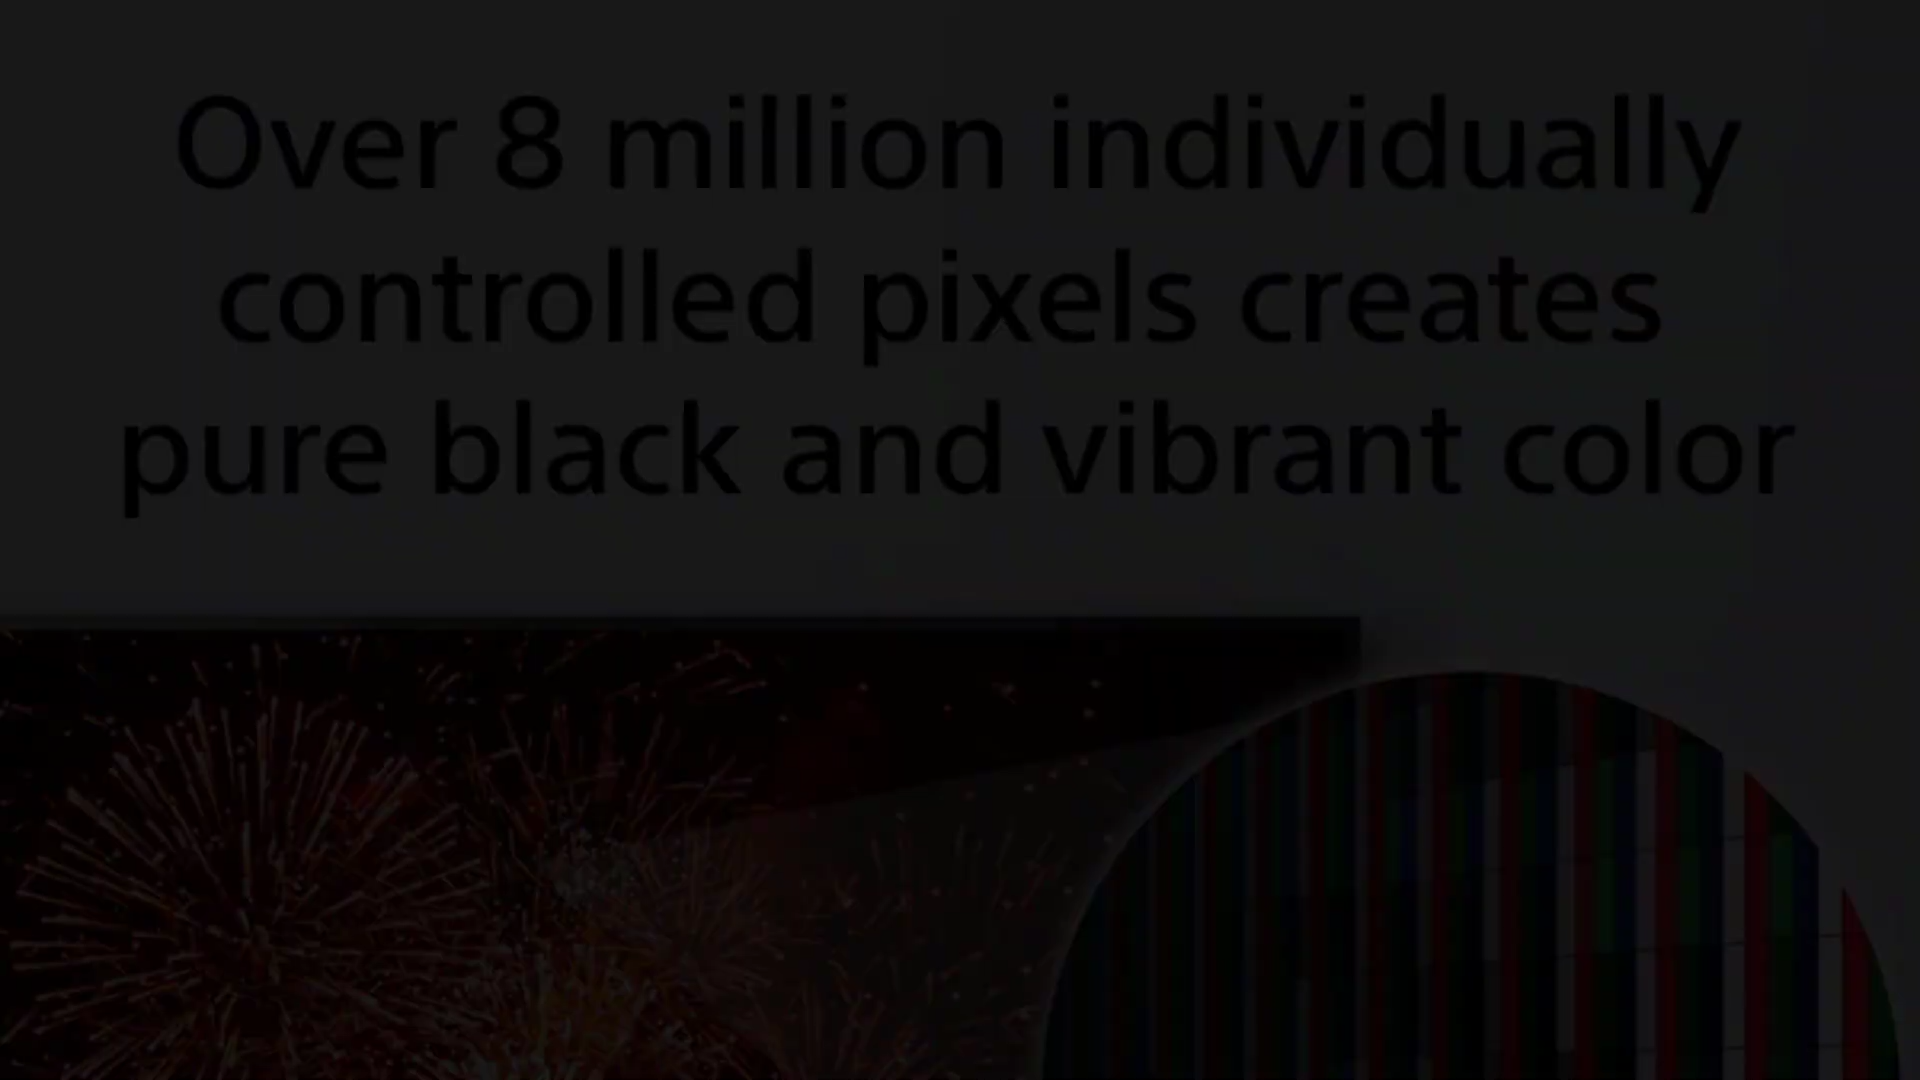 Over 8 million individually
controlled pixels creates
pure black and vibrant color